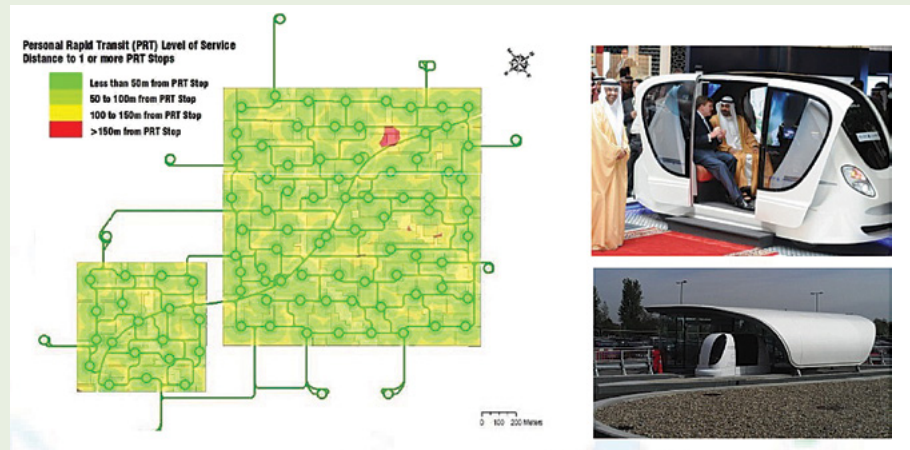 Personal Rapid Transit (PRT) Level of Service
Distance to 1 or more PRT Stops
Less than 50m from PRT Stop
50 to 100m from PRT Stop
100 to 150m from PRT Stop
>150m from PRT Stop
0 100 200 Meters